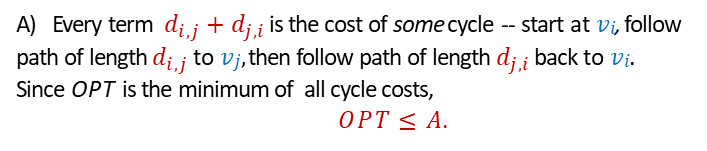 A) Every term d_{i,j} + d_{j,i} is the cost of some cycle -- start at v_i, follow
path of length d_{i,j} to v_j, then follow path of length d_{j,i} back to v_i.
Since OPT is the minimum of all cycle costs,
OPT ≤ A.